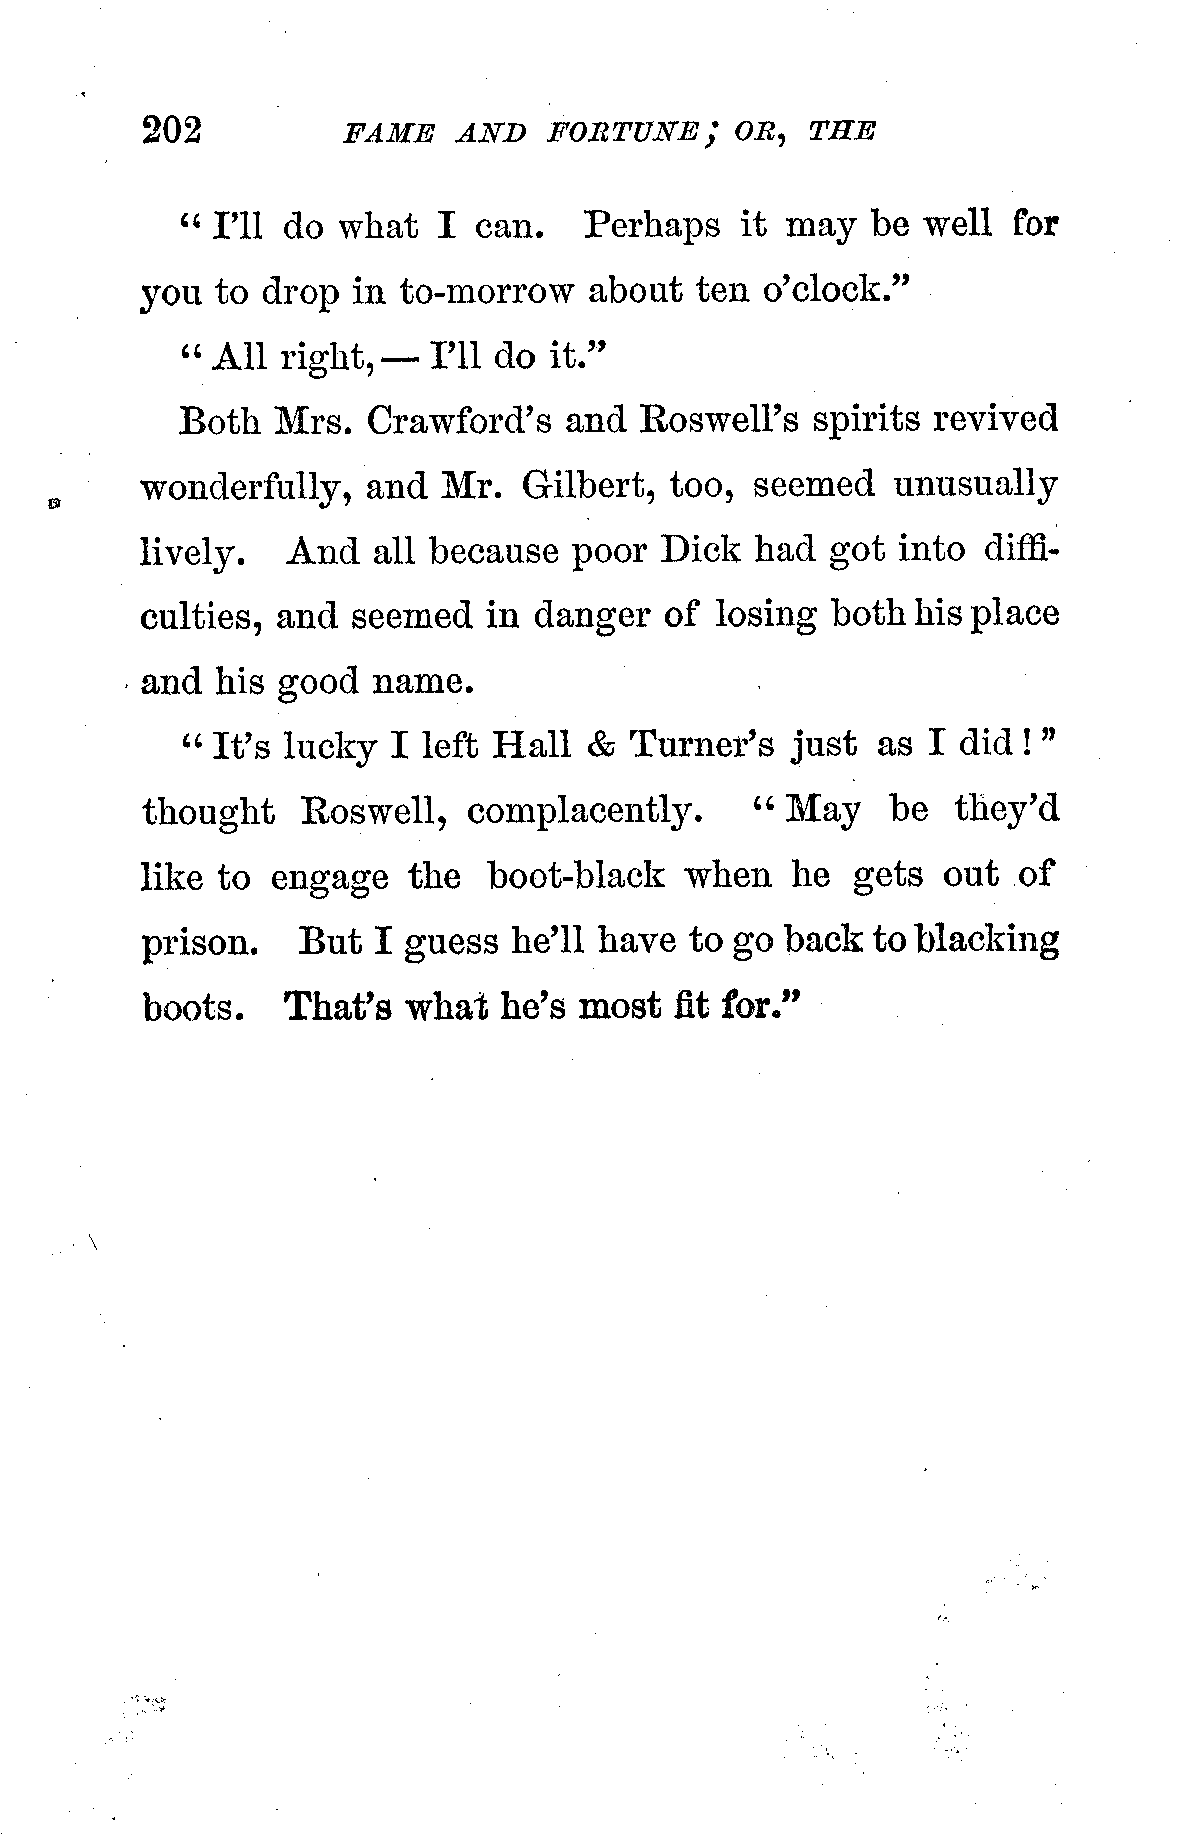 202 FAME AND FORTUNE; OR, THE
“I’ll do what I can. Perhaps it may be well for
you to drop in to-morrow about ten o’clock.”
“All right,— I’ll do it.”
Both Mrs. Crawford’s and Roswell’s spirits revived
wonderfully, and Mr. Gilbert, too, seemed unusually
lively. And all because poor Dick had got into diffi-
culties, and seemed in danger of losing both his place
and his good name.
“It’s lucky I left Hall & Turner’s just as I did!”
thought Roswell, complacently. “May be they’d
like to engage the boot-black when he gets out of
prison. But I guess he’ll have to go back to blacking
boots. That’s what he’s most fit for.”